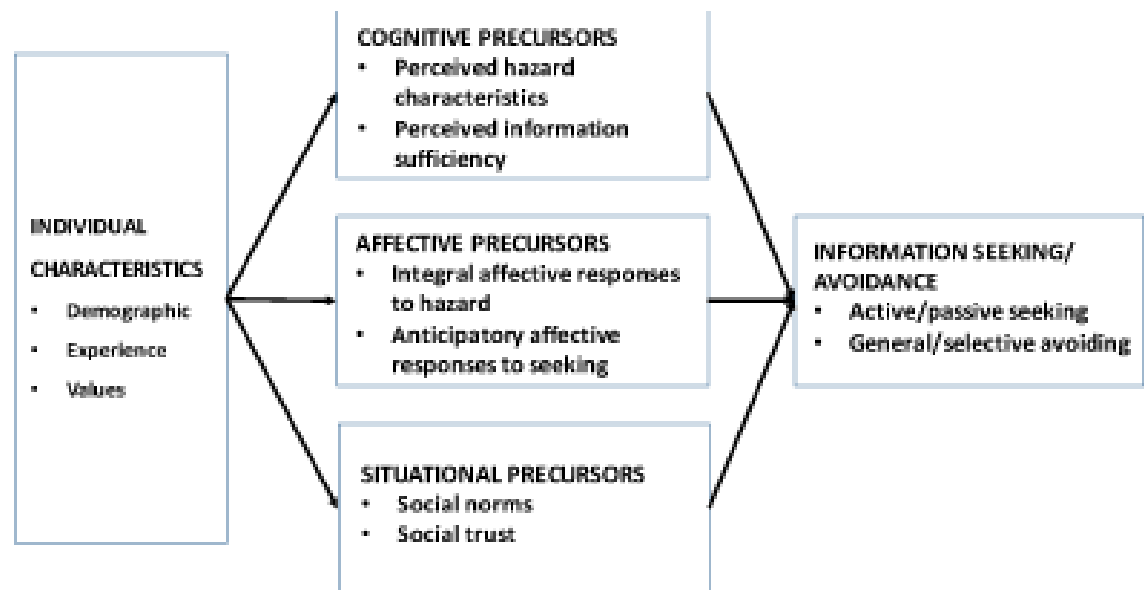 INDIVIDUAL
CHARACTERISTICS
• Demographic
• Experience
• Values
COGNITIVE PRECURSORS
• Perceived hazard
characteristics
• Perceived information
sufficiency
AFFECTIVE PRECURSORS
• Integral affective responses
to hazard
• Anticipatory affective
responses to seeking
SITUATIONAL PRECURSORS
• Social norms
• Social trust
INFORMATION SEEKING/
AVOIDANCE
• Active/passive seeking
• General/selective avoiding